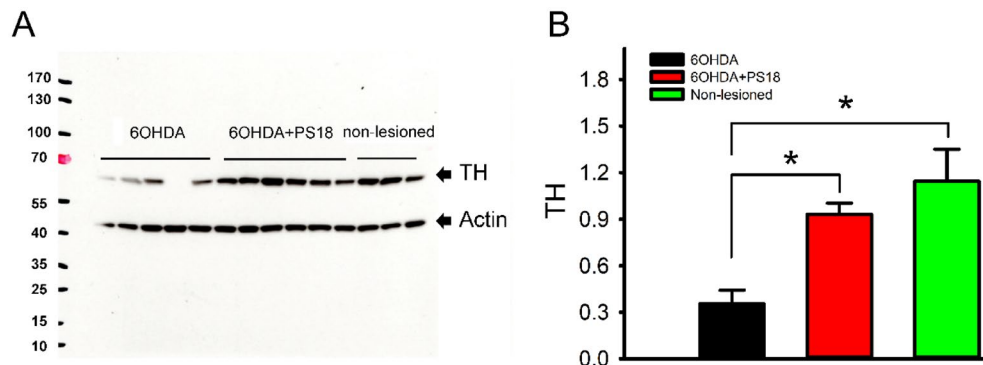 A
170
130
100
70
55
40
35
25
15
10
6OHDA 6OHDA+PS18 non-lesioned
TH
Actin
B
6OHDA
6OHDA+PS18
Non-lesioned
TH
1.8
1.5
1.2
0.9
0.6
0.3
0.0
*
*